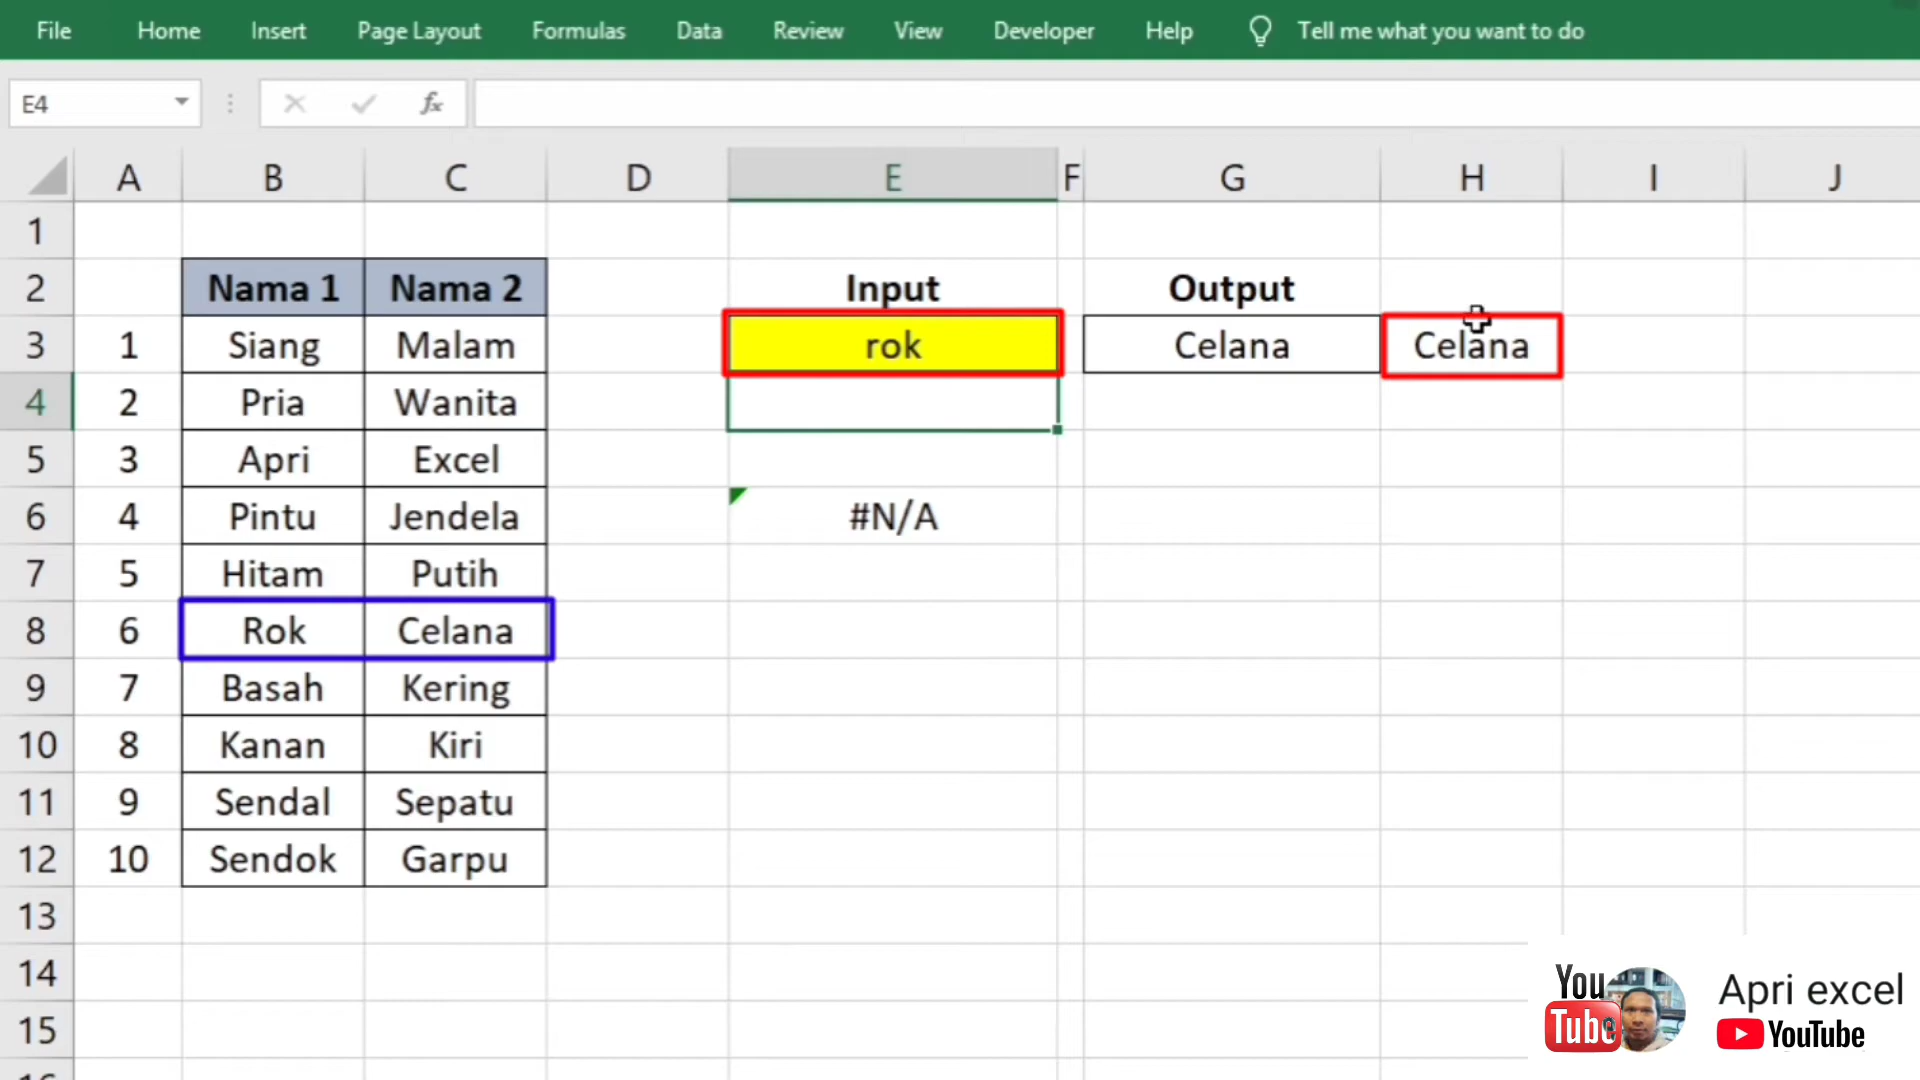 File Home Insert Page Layout Formulas Data Review View Developer Help Tell me what you want to do
E4 fx
A B C D E F G H I J
1
2 Nama 1 Nama 2 Input Output
3 1 Siang Malam rok Celana Celana
4 2 Pria Wanita
5 3 Apri Excel
6 4 Pintu Jendela #N/A
7 5 Hitam Putih
8 6 Rok Celana
9 7 Basah Kering
10 8 Kanan Kiri
11 9 Sendal Sepatu
12 10 Sendok Garpu
13
14
15
You
Tube
Apri excel
YouTube